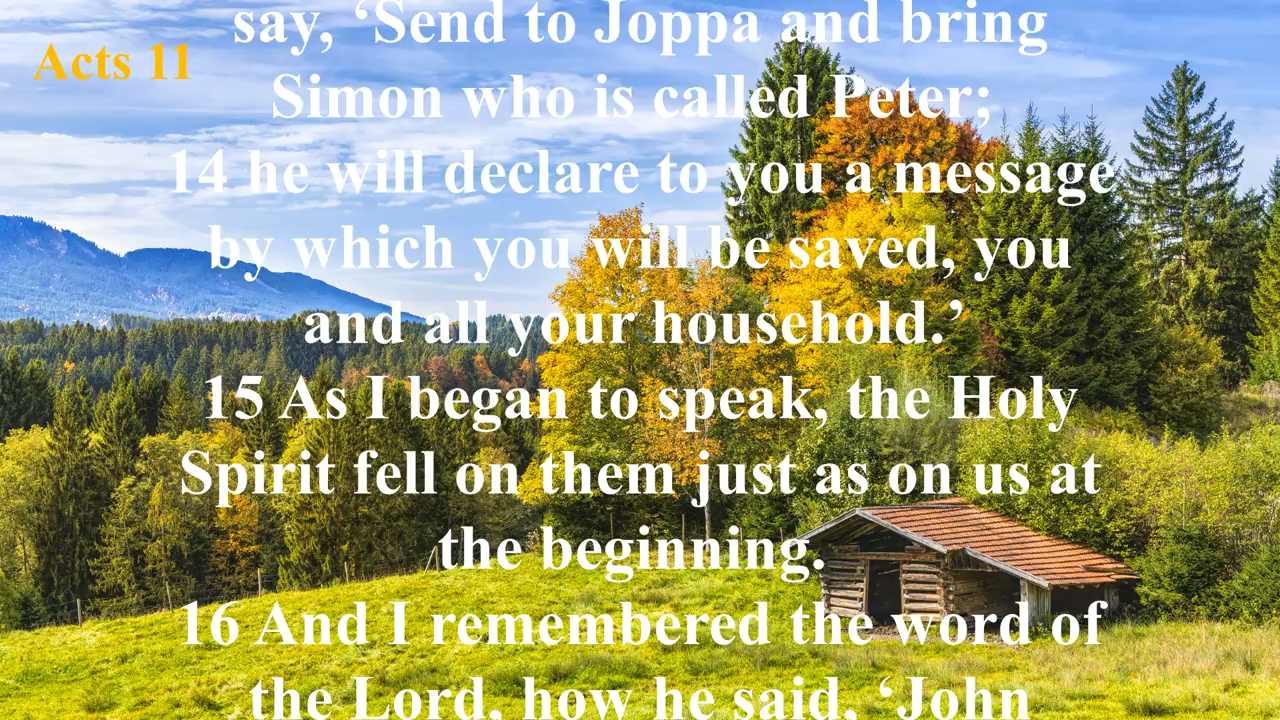 say, ‘Send to Joppa and bring
Acts 11
Simon who is called Peter;
14 he will declare to you a message
by which you will be saved, you
and all your household.’
15 As I began to speak, the Holy
Spirit fell on them just as on us at
the beginning.
16 And I remembered the word of
the Lord, how he said, ‘John